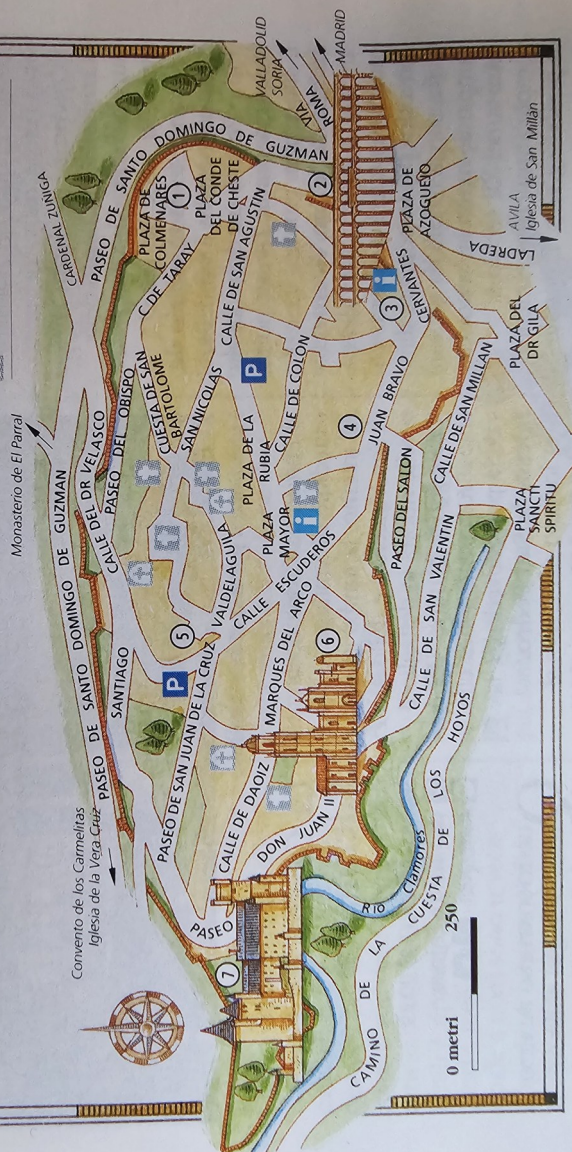 Monasterio de El Parral
CARDENAL ZUÑIGA
VALLADOLID
SORIA
MADRID
VIA ROMA
PASEO DE SANTO DOMINGO DE GUZMAN
PLAZA DE
COLMENARES
1
PLAZA
DEL CONDE
DE CHESTE
2
C. DE TARAY
CALLE DE SAN AGUSTIN
PLAZA DE
AZOGUEJO
AVILA
Iglesia de San Millán
LADREDA
i
3
CERVANTES
PLAZA DEL
DR GILA
CUESTA DE SAN
BARTOLOME
SAN NICOLAS
P
CALLE DE COLON
JUAN BRAVO
4
CALLE DE SAN MILLAN
PASEO DE SANTO DOMINGO DE GUZMAN
CALLE DEL DR VELASCO
PASEO DEL OBISPO
PLAZA DE LA
RUBIA
PLAZA
MAYOR
i
PASEO DEL SALON
PLAZA
SANCTI
SPIRITU
VALDELAGUILA
CALLE ESCUDEROS
CALLE DE SAN VALENTIN
5
SANTIAGO
P
PASEO DE SAN JUAN DE LA CRUZ
MARQUES DEL ARCO
6
Convento de los Carmelitas
Iglesia de la Vera Cruz
CALLE DE DAOIZ
DON JUAN II
PASEO
7
Río Clamores
CAMINO DE LA CUESTA DE LOS HOYOS
0 metri
250